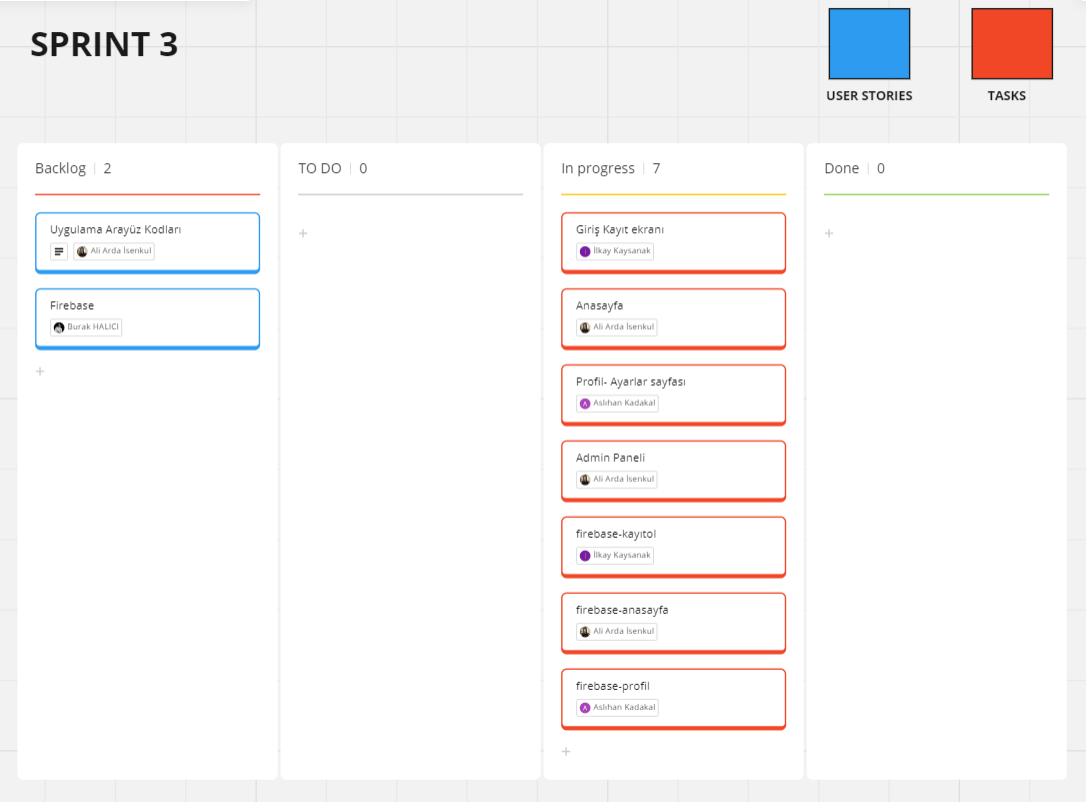 SPRINT 3
USER STORIES
TASKS
Backlog | 2
Uygulama Arayüz Kodları
Ali Arda İsenkul
Firebase
Burak HALICI
+
TO DO | 0
+
In progress | 7
Giriş Kayıt ekranı
İlkay Kaysanak
Anasayfa
Ali Arda İsenkul
Profil- Ayarlar sayfası
A Aslıhan Kadakal
Admin Paneli
Ali Arda İsenkul
firebase-kayıtol
İlkay Kaysanak
firebase-anasayfa
Ali Arda İsenkul
firebase-profil
A Aslıhan Kadakal
+
Done | 0
+